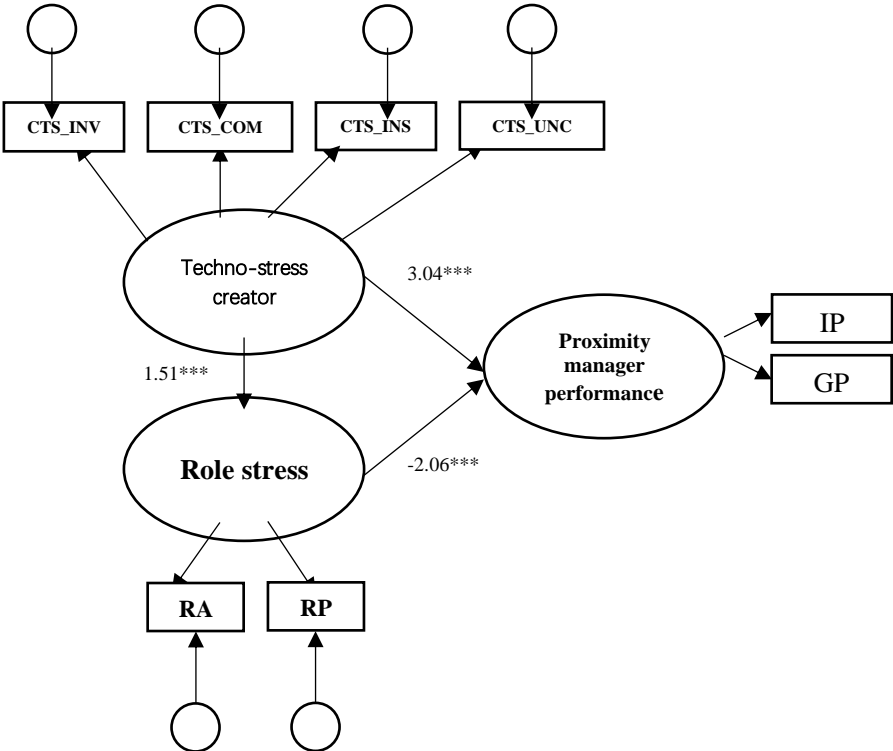 CTS_INV
CTS_COM
CTS_INS
CTS_UNC
Techno-stress
creator
3.04***
Proximity
manager
performance
IP
GP
1.51***
Role stress
-2.06***
RA
RP